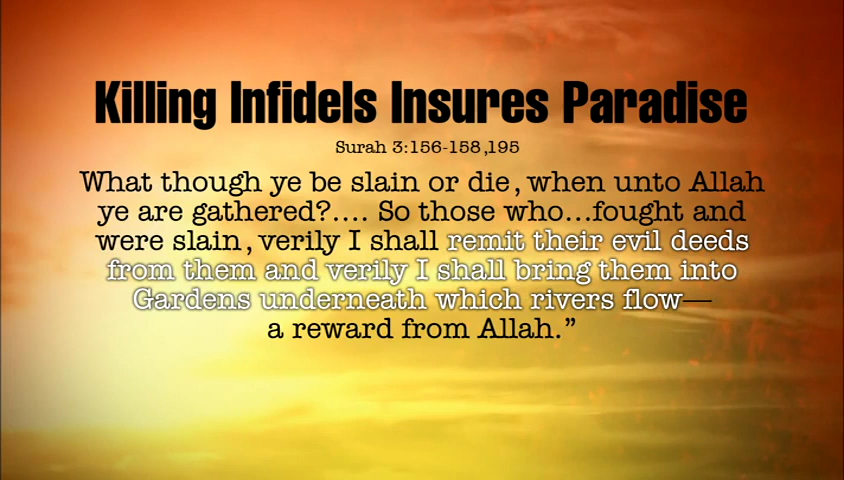 Killing Infidels Insures Paradise
Surah 3:156-158,195
What though ye be slain or die, when unto Allah
ye are gathered?.... So those who...fought and
were slain, verily I shall remit their evil deeds
from them and verily I shall bring them into
Gardens underneath which rivers flow—
a reward from Allah.”